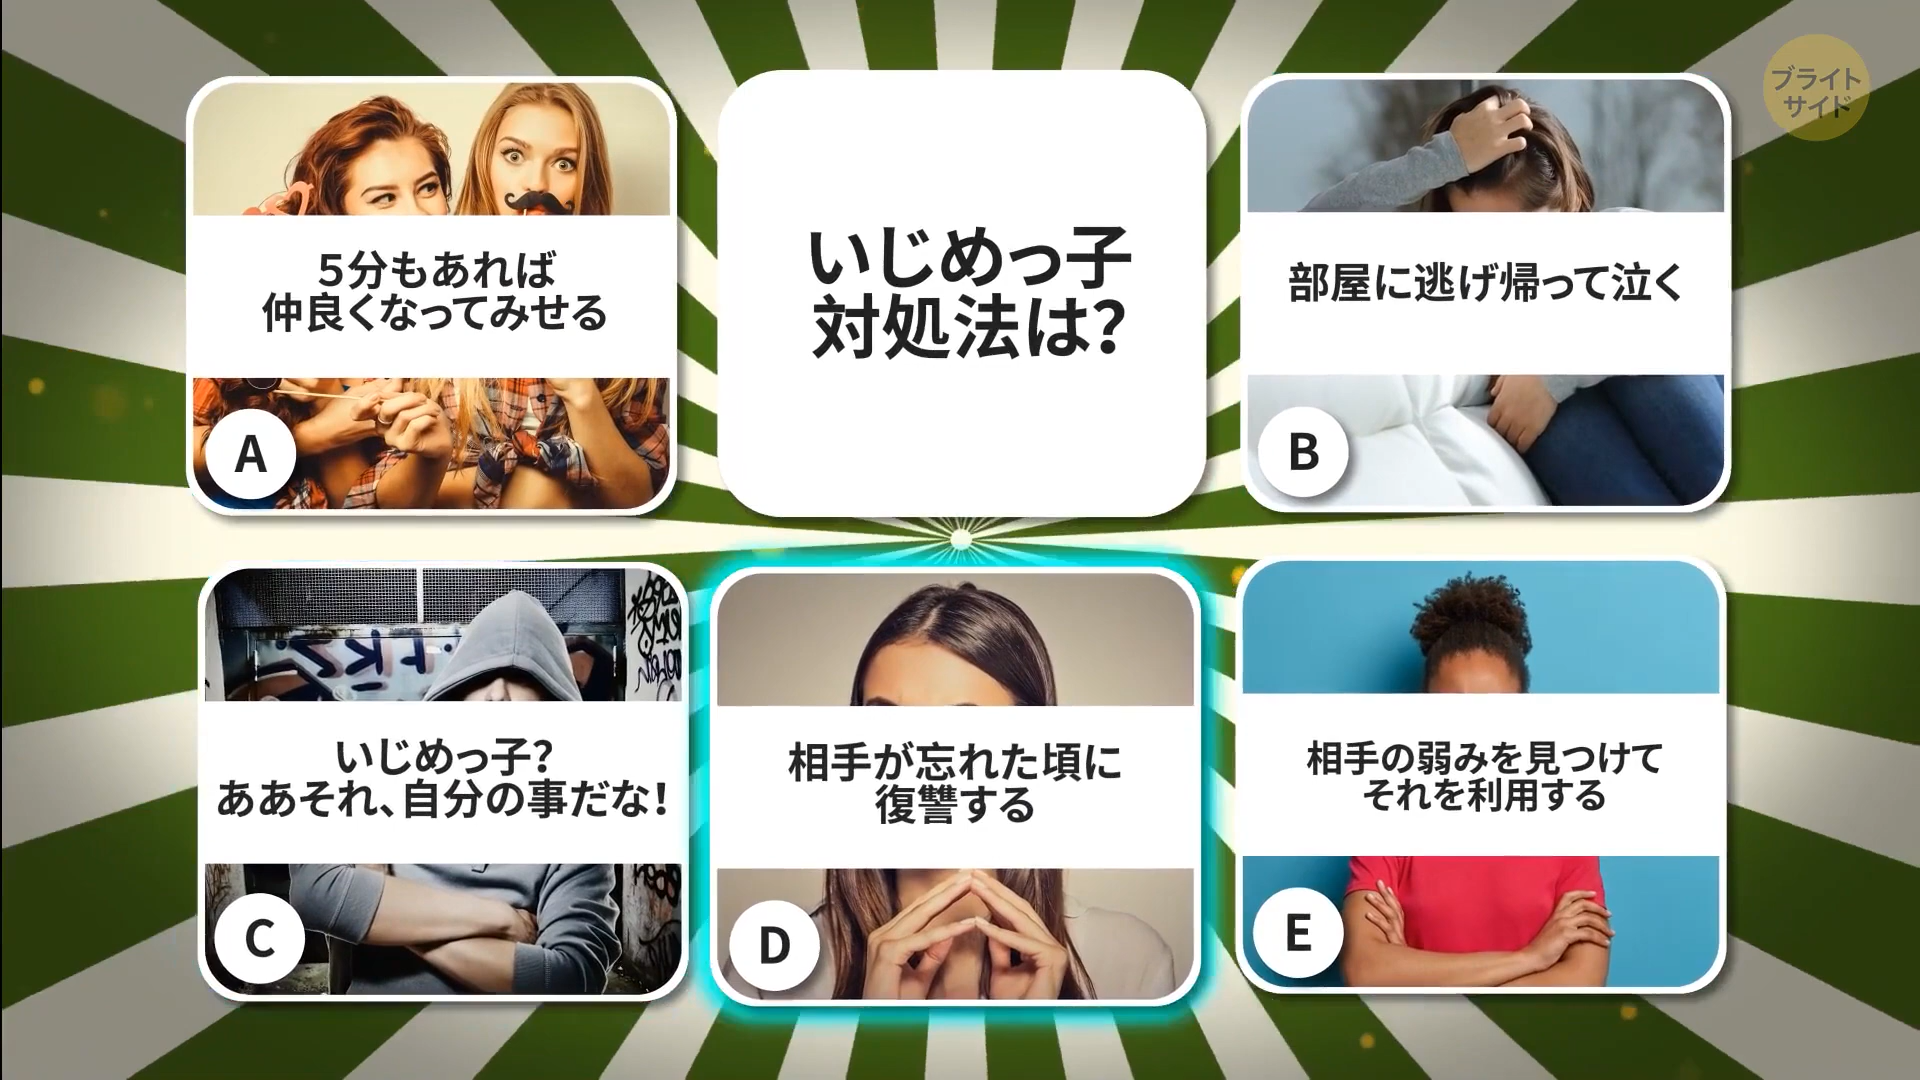 ブライト
サイド
5分もあれば
仲良くなってみせる
A
いじめっ子
対処法は?
部屋に逃げ帰って泣く
B
いじめっ子?
ああそれ、自分の事だな!
C
相手が忘れた頃に
復讐する
D
相手の弱みを見つけて
それを利用する
E